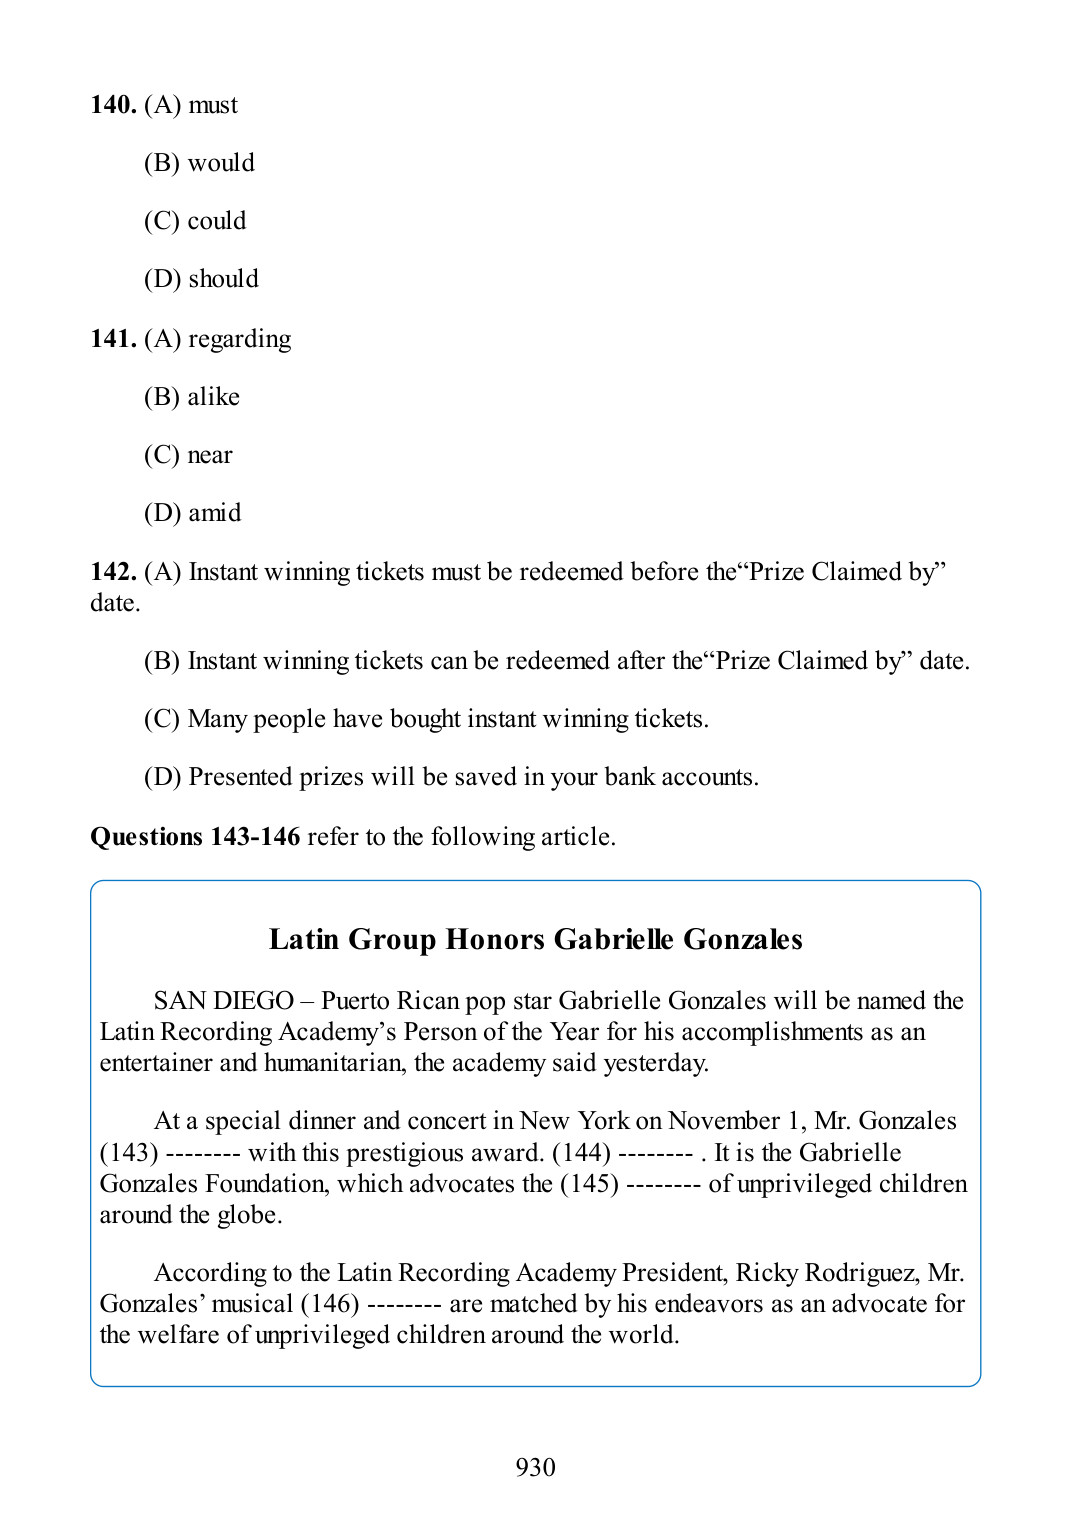 140. (A) must
(B) would
(C) could
(D) should
141. (A) regarding
(B) alike
(C) near
(D) amid
142. (A) Instant winning tickets must be redeemed before the“Prize Claimed by”
date.
(B) Instant winning tickets can be redeemed after the“Prize Claimed by” date.
(C) Many people have bought instant winning tickets.
(D) Presented prizes will be saved in your bank accounts.
Questions 143-146 refer to the following article.
Latin Group Honors Gabrielle Gonzales
SAN DIEGO – Puerto Rican pop star Gabrielle Gonzales will be named the
Latin Recording Academy’s Person of the Year for his accomplishments as an
entertainer and humanitarian, the academy said yesterday.
At a special dinner and concert in New York on November 1, Mr. Gonzales
(143) -------- with this prestigious award. (144) -------- . It is the Gabrielle
Gonzales Foundation, which advocates the (145) -------- of unprivileged children
around the globe.
According to the Latin Recording Academy President, Ricky Rodriguez, Mr.
Gonzales’ musical (146) -------- are matched by his endeavors as an advocate for
the welfare of unprivileged children around the world.
930